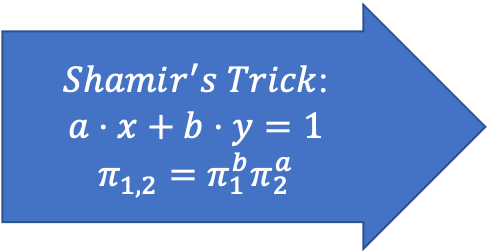 Shamir's Trick:
a · x + b · y = 1
π₁,₂ = π₁ᵇπ₂ᵃ